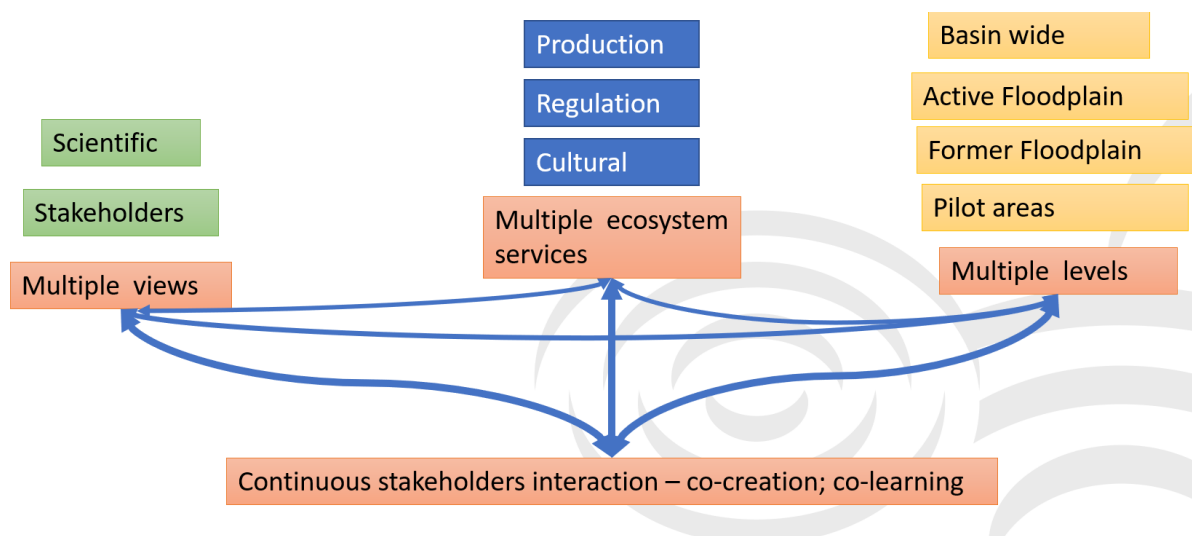 Scientific
Stakeholders
Multiple views
Production
Regulation
Cultural
Multiple ecosystem
services
Basin wide
Active Floodplain
Former Floodplain
Pilot areas
Multiple levels
Continuous stakeholders interaction – co-creation; co-learning